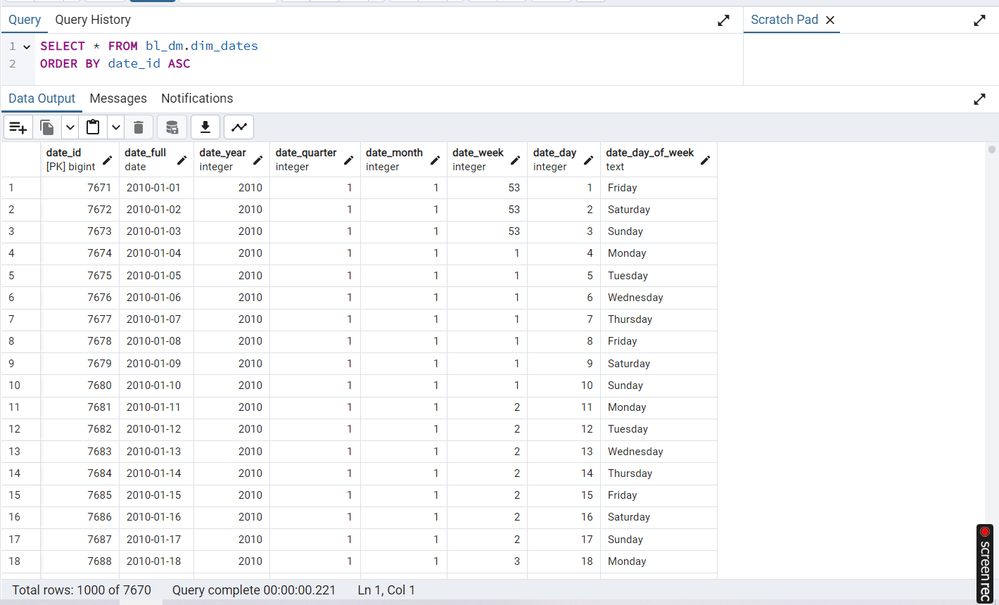 Query Query History Scratch Pad
1 SELECT * FROM bl_dm.dim_dates
2 ORDER BY date_id ASC
Data Output Messages Notifications
date_id date_full date_year date_quarter date_month date_week date_day date_day_of_week
[PK] bigint date integer integer integer integer integer text
1 7671 2010-01-01 2010 1 1 53 1 Friday
2 7672 2010-01-02 2010 1 1 53 2 Saturday
3 7673 2010-01-03 2010 1 1 53 3 Sunday
4 7674 2010-01-04 2010 1 1 1 4 Monday
5 7675 2010-01-05 2010 1 1 1 5 Tuesday
6 7676 2010-01-06 2010 1 1 1 6 Wednesday
7 7677 2010-01-07 2010 1 1 1 7 Thursday
8 7678 2010-01-08 2010 1 1 1 8 Friday
9 7679 2010-01-09 2010 1 1 1 9 Saturday
10 7680 2010-01-10 2010 1 1 1 10 Sunday
11 7681 2010-01-11 2010 1 1 2 11 Monday
12 7682 2010-01-12 2010 1 1 2 12 Tuesday
13 7683 2010-01-13 2010 1 1 2 13 Wednesday
14 7684 2010-01-14 2010 1 1 2 14 Thursday
15 7685 2010-01-15 2010 1 1 2 15 Friday
16 7686 2010-01-16 2010 1 1 2 16 Saturday
17 7687 2010-01-17 2010 1 1 2 17 Sunday
18 7688 2010-01-18 2010 1 1 3 18 Monday
Total rows: 1000 of 7670 Query complete 00:00:00.221 Ln 1, Col 1
screenrec